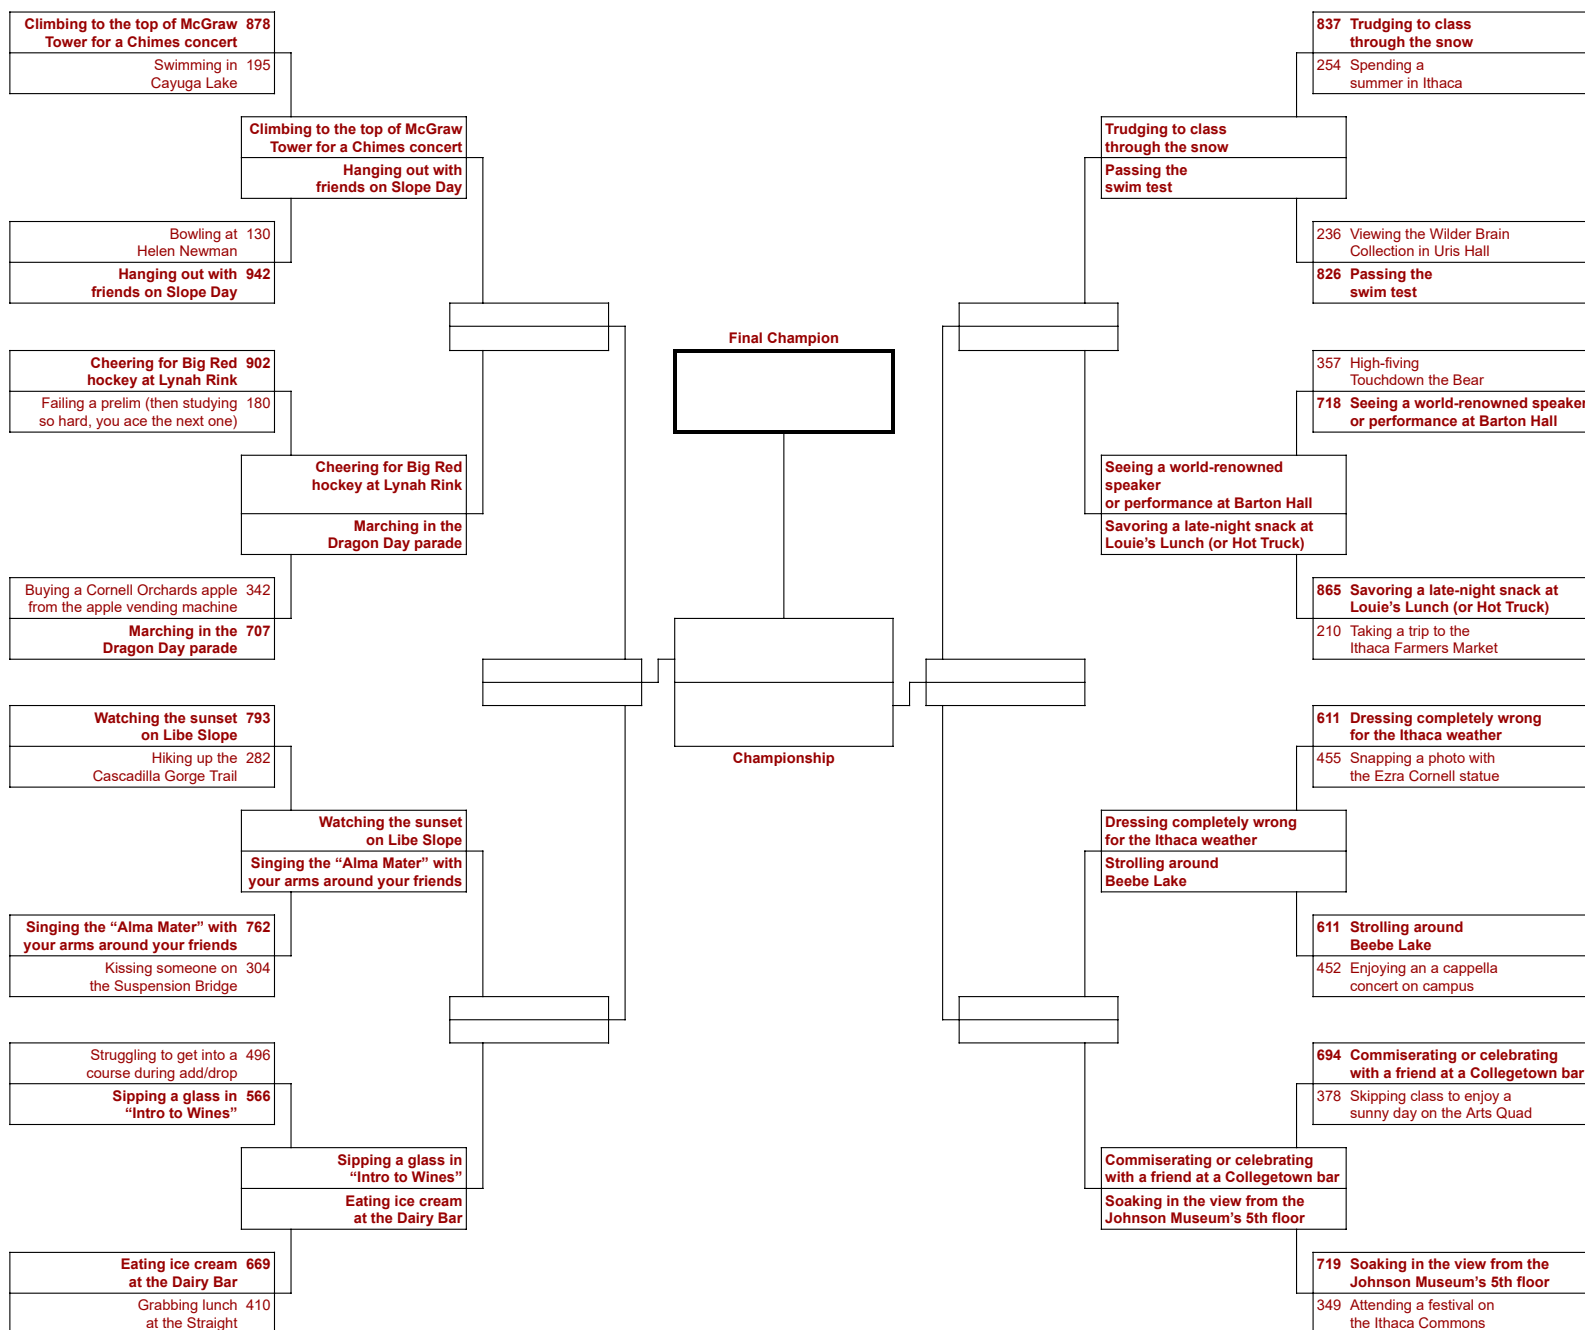 Climbing to the top of McGraw 878
Tower for a Chimes concert
Swimming in 195
Cayuga Lake
Climbing to the top of McGraw
Tower for a Chimes concert
Hanging out with
friends on Slope Day
Bowling at 130
Helen Newman
Hanging out with 942
friends on Slope Day
Cheering for Big Red 902
hockey at Lynah Rink
Failing a prelim (then studying 180
so hard, you ace the next one)
Cheering for Big Red
hockey at Lynah Rink
Marching in the
Dragon Day parade
Buying a Cornell Orchards apple 342
from the apple vending machine
Marching in the 707
Dragon Day parade
Watching the sunset 793
on Libe Slope
Hiking up the 282
Cascadilla Gorge Trail
Watching the sunset
on Libe Slope
Singing the “Alma Mater” with
your arms around your friends
Singing the “Alma Mater” with 762
your arms around your friends
Kissing someone on 304
the Suspension Bridge
Struggling to get into a 496
course during add/drop
Sipping a glass in 566
“Intro to Wines”
Sipping a glass in
“Intro to Wines”
Eating ice cream
at the Dairy Bar
Eating ice cream 669
at the Dairy Bar
Grabbing lunch 410
at the Straight
Final Champion
Championship
837 Trudging to class
through the snow
254 Spending a
summer in Ithaca
Trudging to class
through the snow
Passing the
swim test
236 Viewing the Wilder Brain
Collection in Uris Hall
826 Passing the
swim test
357 High-fiving
Touchdown the Bear
718 Seeing a world-renowned speaker
or performance at Barton Hall
Seeing a world-renowned
speaker
or performance at Barton Hall
Savoring a late-night snack at
Louie’s Lunch (or Hot Truck)
865 Savoring a late-night snack at
Louie’s Lunch (or Hot Truck)
210 Taking a trip to the
Ithaca Farmers Market
611 Dressing completely wrong
for the Ithaca weather
455 Snapping a photo with
the Ezra Cornell statue
Dressing completely wrong
for the Ithaca weather
Strolling around
Beebe Lake
611 Strolling around
Beebe Lake
452 Enjoying an a cappella
concert on campus
694 Commiserating or celebrating
with a friend at a Collegetown bar
378 Skipping class to enjoy a
sunny day on the Arts Quad
Commiserating or celebrating
with a friend at a Collegetown bar
Soaking in the view from the
Johnson Museum’s 5th floor
719 Soaking in the view from the
Johnson Museum’s 5th floor
349 Attending a festival on
the Ithaca Commons